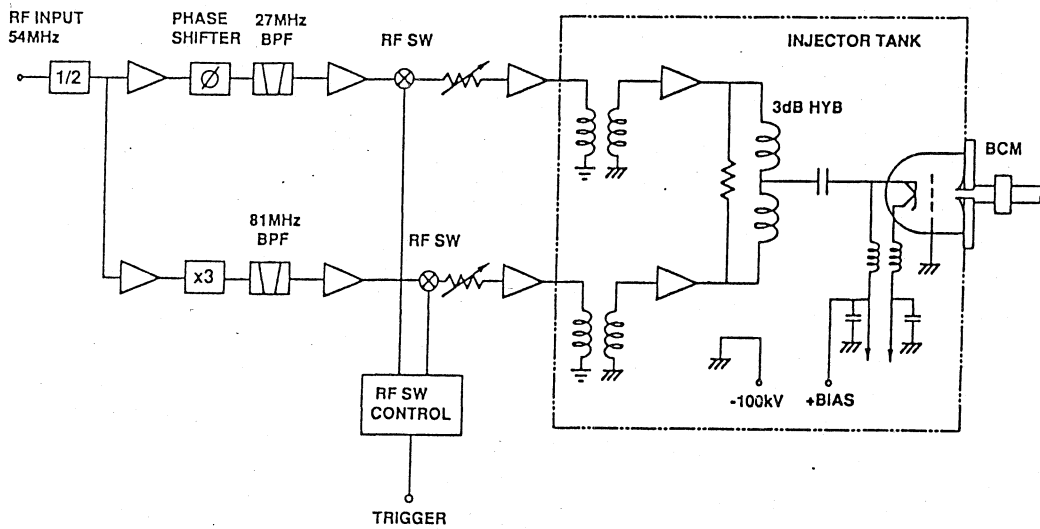 RF INPUT
54MHz
1/2
PHASE
SHIFTER
Ø
27MHz
BPF
RF SW
INJECTOR TANK
3dB HYB
BCM
81MHz
BPF
x3
RF SW
RF SW
CONTROL
TRIGGER
-100kV
+BIAS